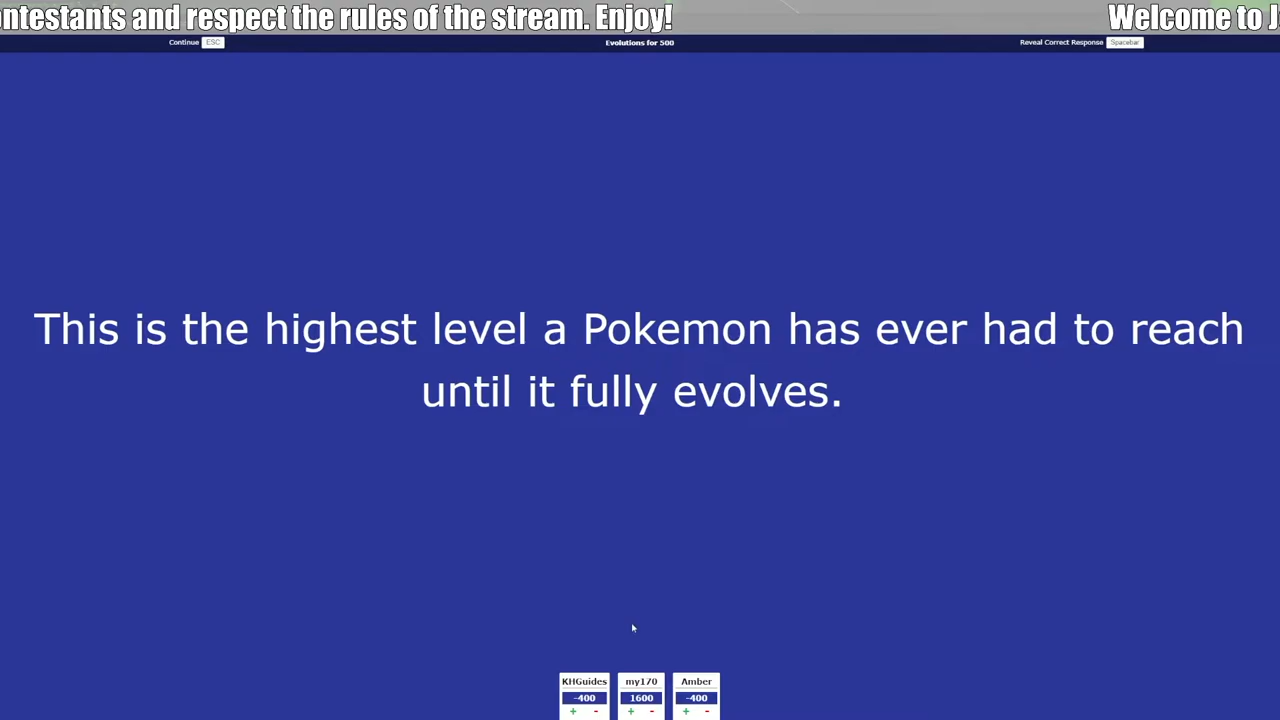 ontestants and respect the rules of the stream. Enjoy! Welcome to J
Continue ESC Evolutions for 500 Reveal Correct Response Spacebar
This is the highest level a Pokemon has ever had to reach
until it fully evolves.
KHGuides my170 Amber
-400 1600 -400
+ - + - + -